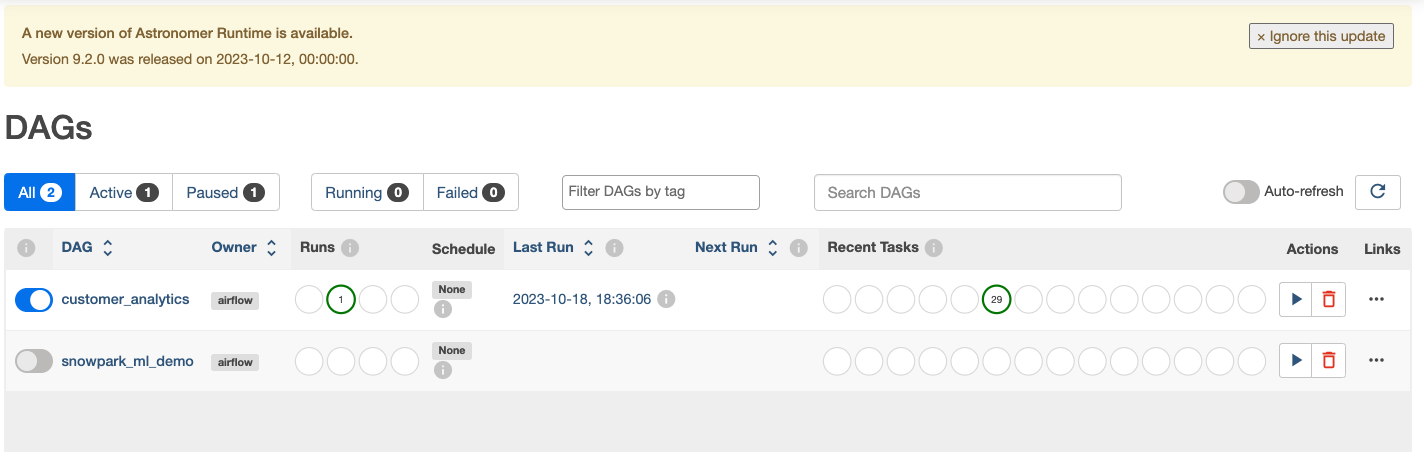 A new version of Astronomer Runtime is available.
Version 9.2.0 was released on 2023-10-12, 00:00:00.
× Ignore this update
DAGs
All 2 Active 1 Paused 1 Running 0 Failed 0 Filter DAGs by tag Search DAGs Auto-refresh
i DAG Owner Runs i Schedule Last Run i Next Run i Recent Tasks i Actions Links
customer_analytics airflow 1 None i 2023-10-18, 18:36:06 i 29 ...
snowpark_ml_demo airflow None i ...